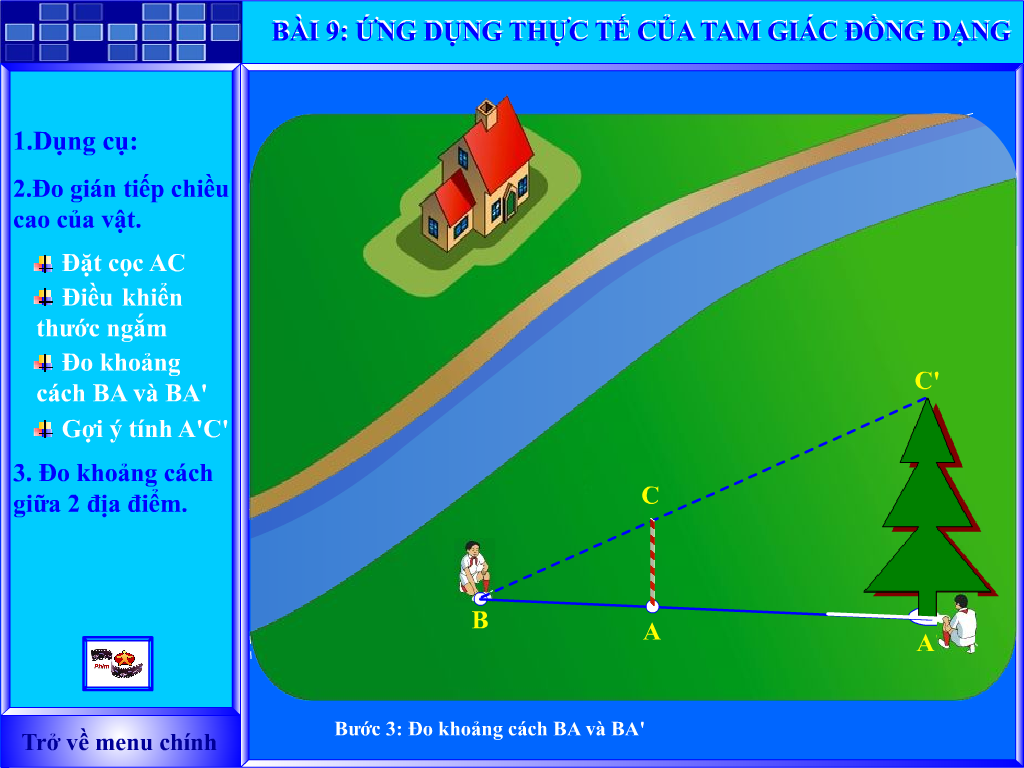 BÀI 9: ỨNG DỤNG THỰC TẾ CỦA TAM GIÁC ĐỒNG DẠNG
1.Dụng cụ:
2.Đo gián tiếp chiều
cao của vật.
Đặt cọc AC
Điều khiển
thước ngắm
Đo khoảng
cách BA và BA'
Gợi ý tính A'C'
3. Đo khoảng cách
giữa 2 địa điểm.
Phim
Trở về menu chính
C'
C
B
A
A
Bước 3: Đo khoảng cách BA và BA'